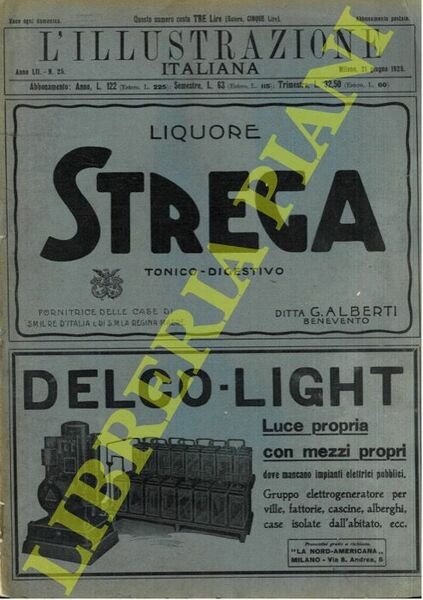 Esce ogni domenica. Questo numero costa TRE Lire (Estero, CINQUE Lire). Abbonamento postale.
L'ILLUSTRAZIONE
ITALIANA
Anno LII. - N. 25. Milano, 21 giugno 1925.
Abbonamento: Anno, L. 122 (Estero, L. 225); Semestre, L. 63 (Estero, L. 115); Trimestre, L. 32,50 (Estero, L. 60).
LIQUORE
STREGA
TONICO-DIGESTIVO
FORNITRICE DELLE CASE DI
S.M. IL RE D'ITALIA E DI S.M. LA REGINA MADRE
DITTA G. ALBERTI
BENEVENTO
DELCO-LIGHT
Luce propria
con mezzi propri
dove mancano impianti elettrici pubblici.
Gruppo elettrogeneratore per
ville, fattorie, cascine, alberghi,
case isolate dall'abitato, ecc.
Preventivi gratis a richiesta.
"LA NORD-AMERICANA"
MILANO - Via S. Andrea, 5
LIBRERIA PIANI